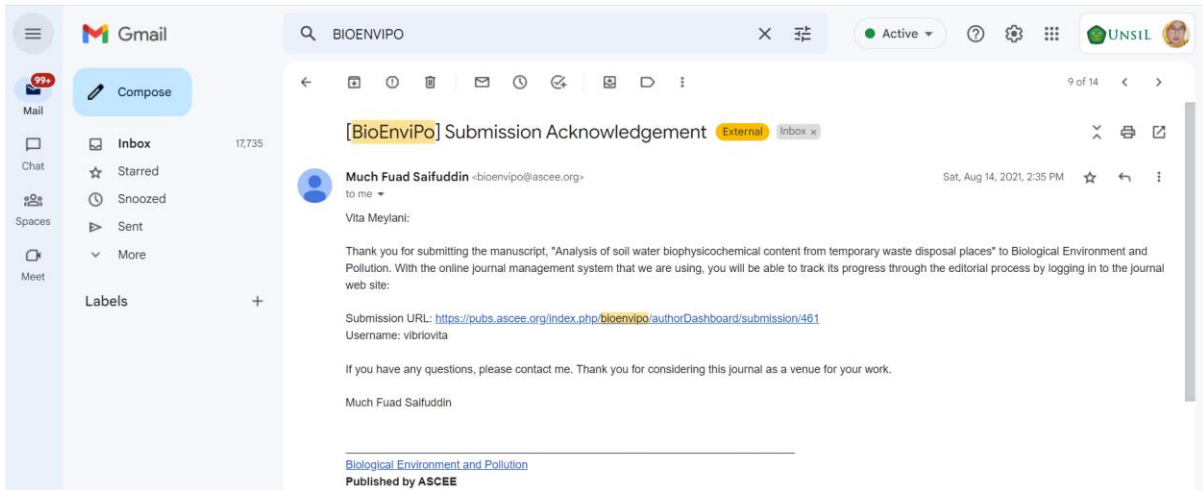 Gmail
BIOENVIPO
Active
UNSIL
99+
Mail
Compose
9 of 14
Chat
Spaces
Meet
Inbox 17,735
Starred
Snoozed
Sent
More
Labels
[BioEnviPo] Submission Acknowledgement External Inbox x
Much Fuad Saifuddin <bioenvipo@ascee.org> Sat, Aug 14, 2021, 2:35 PM
to me
Vita Meylani:
Thank you for submitting the manuscript, "Analysis of soil water biophysicochemical content from temporary waste disposal places" to Biological Environment and
Pollution. With the online journal management system that we are using, you will be able to track its progress through the editorial process by logging in to the journal
web site:
Submission URL: https://pubs.ascee.org/index.php/bioenvipo/authorDashboard/submission/461
Username: vibriovita
If you have any questions, please contact me. Thank you for considering this journal as a venue for your work.
Much Fuad Saifuddin
Biological Environment and Pollution
Published by ASCEE